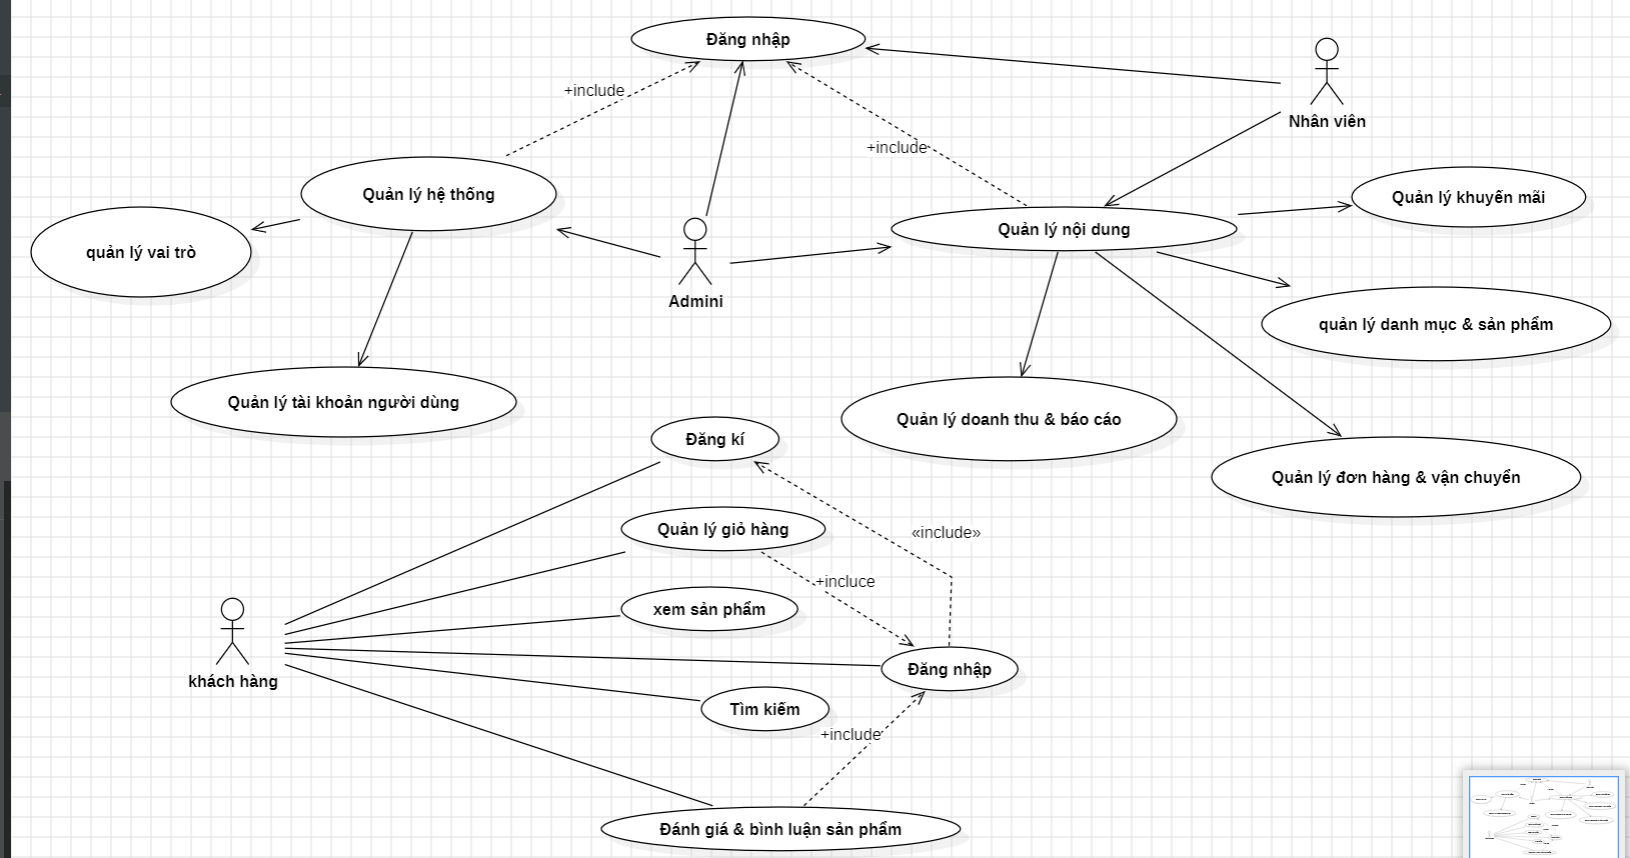 Đăng nhập
+include
Nhân viên
+include
Quản lý hệ thống
Quản lý khuyến mãi
quản lý vai trò
Quản lý nội dung
Admini
quản lý danh mục & sản phẩm
Quản lý tài khoản người dùng
Quản lý doanh thu & báo cáo
Đăng kí
Quản lý đơn hàng & vận chuyển
Quản lý giỏ hàng
«include»
+incluce
xem sản phẩm
khách hàng
Đăng nhập
Tìm kiếm
+include
Đánh giá & bình luận sản phẩm